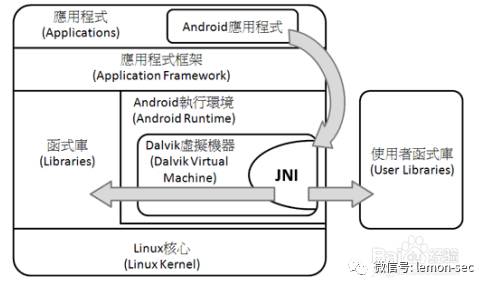 應用程式
(Applications)
Android應用程式
應用程式框架
(Application Framework)
Android執行環境
(Android Runtime)
函式庫
(Libraries)
Dalvik虛擬機器
(Dalvik Virtual
Machine)
JNI
使用者函式庫
(User Libraries)
Linux核心
(Linux Kernel)
Bai 经验
微信号: lemon-sec